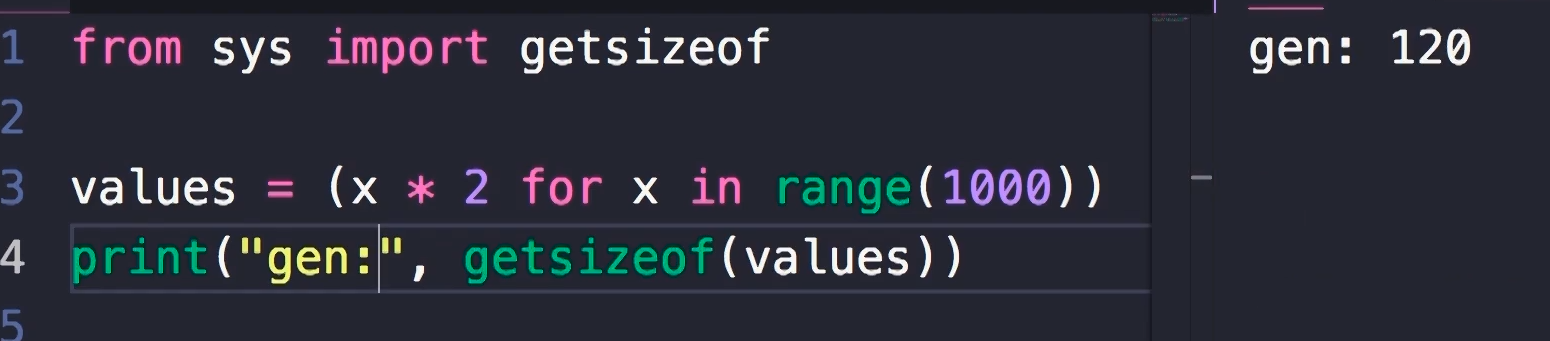 1 from sys import getsizeof
2
3 values = (x * 2 for x in range(1000))
4 print("gen:", getsizeof(values))
5
gen: 120